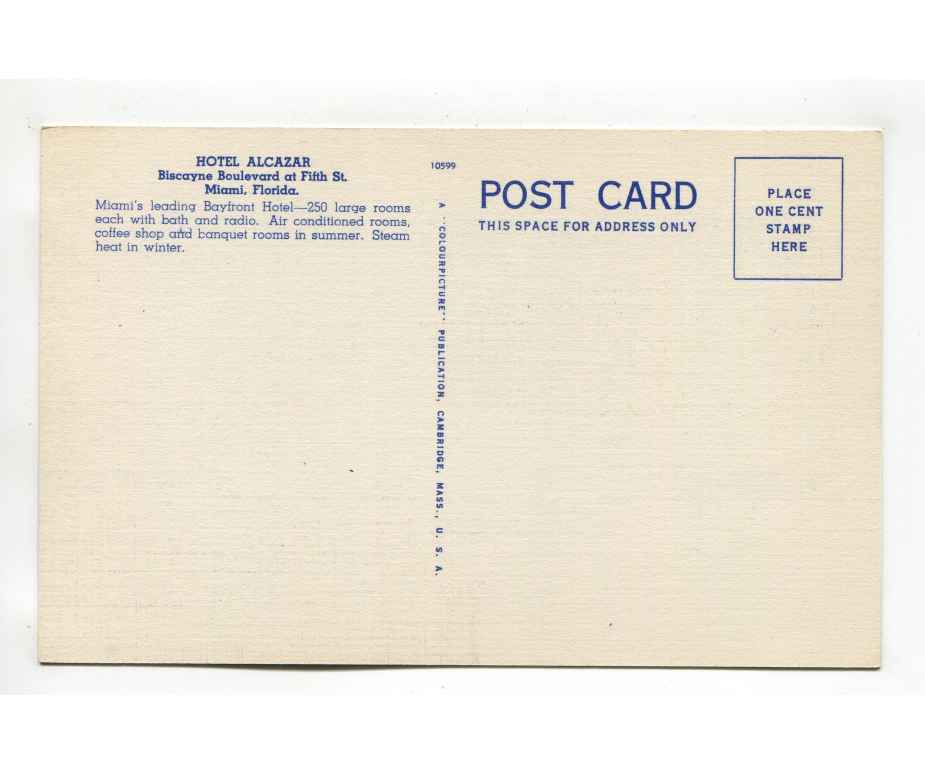 HOTEL ALCAZAR
Biscayne Boulevard at Fifth St.
Miami, Florida.
Miami's leading Bayfront Hotel—250 large rooms
each with bath and radio. Air conditioned rooms,
coffee shop and banquet rooms in summer. Steam
heat in winter.
10599
A "COLOURPICTURE" PUBLICATION, CAMBRIDGE, MASS., U. S. A.
POST CARD
THIS SPACE FOR ADDRESS ONLY
PLACE
ONE CENT
STAMP
HERE